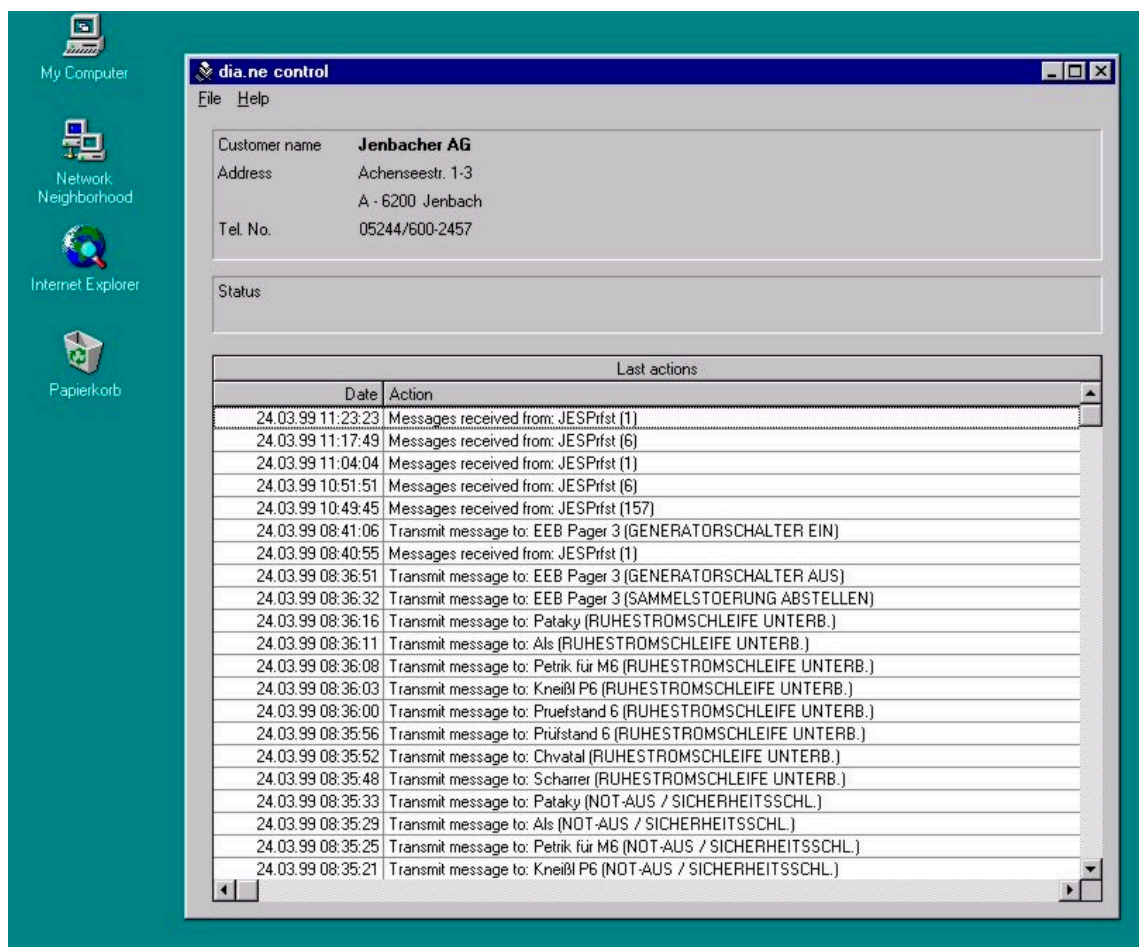 My Computer
Network
Neighborhood
Internet Explorer
Papierkorb
dia.ne control
File Help
Customer name Jenbacher AG
Address Achenseestr. 1-3
A - 6200 Jenbach
Tel. No. 05244/600-2457
Status
Last actions
Date Action
24.03.99 11:23:23 Messages received from: JESPrfst (1)
24.03.99 11:17:49 Messages received from: JESPrfst (6)
24.03.99 11:04:04 Messages received from: JESPrfst (1)
24.03.99 10:51:51 Messages received from: JESPrfst (6)
24.03.99 10:49:45 Messages received from: JESPrfst (157)
24.03.99 08:41:06 Transmit message to: EEB Pager 3 (GENERATORSCHALTER EIN)
24.03.99 08:40:55 Messages received from: JESPrfst (1)
24.03.99 08:36:51 Transmit message to: EEB Pager 3 (GENERATORSCHALTER AUS)
24.03.99 08:36:32 Transmit message to: EEB Pager 3 (SAMMELSTOERUNG ABSTELLEN)
24.03.99 08:36:16 Transmit message to: Pataky (RUHESTROMSCHLEIFE UNTERB.)
24.03.99 08:36:11 Transmit message to: Als (RUHESTROMSCHLEIFE UNTERB.)
24.03.99 08:36:08 Transmit message to: Petrik für M6 (RUHESTROMSCHLEIFE UNTERB.)
24.03.99 08:36:03 Transmit message to: Kneißl P6 (RUHESTROMSCHLEIFE UNTERB.)
24.03.99 08:36:00 Transmit message to: Pruefstand 6 (RUHESTROMSCHLEIFE UNTERB.)
24.03.99 08:35:56 Transmit message to: Prüfstand 6 (RUHESTROMSCHLEIFE UNTERB.)
24.03.99 08:35:52 Transmit message to: Chvatal (RUHESTROMSCHLEIFE UNTERB.)
24.03.99 08:35:48 Transmit message to: Scharrer (RUHESTROMSCHLEIFE UNTERB.)
24.03.99 08:35:33 Transmit message to: Pataky (NOT-AUS / SICHERHEITSSCHL.)
24.03.99 08:35:29 Transmit message to: Als (NOT-AUS / SICHERHEITSSCHL.)
24.03.99 08:35:25 Transmit message to: Petrik für M6 (NOT-AUS / SICHERHEITSSCHL.)
24.03.99 08:35:21 Transmit message to: Kneißl P6 (NOT-AUS / SICHERHEITSSCHL.)